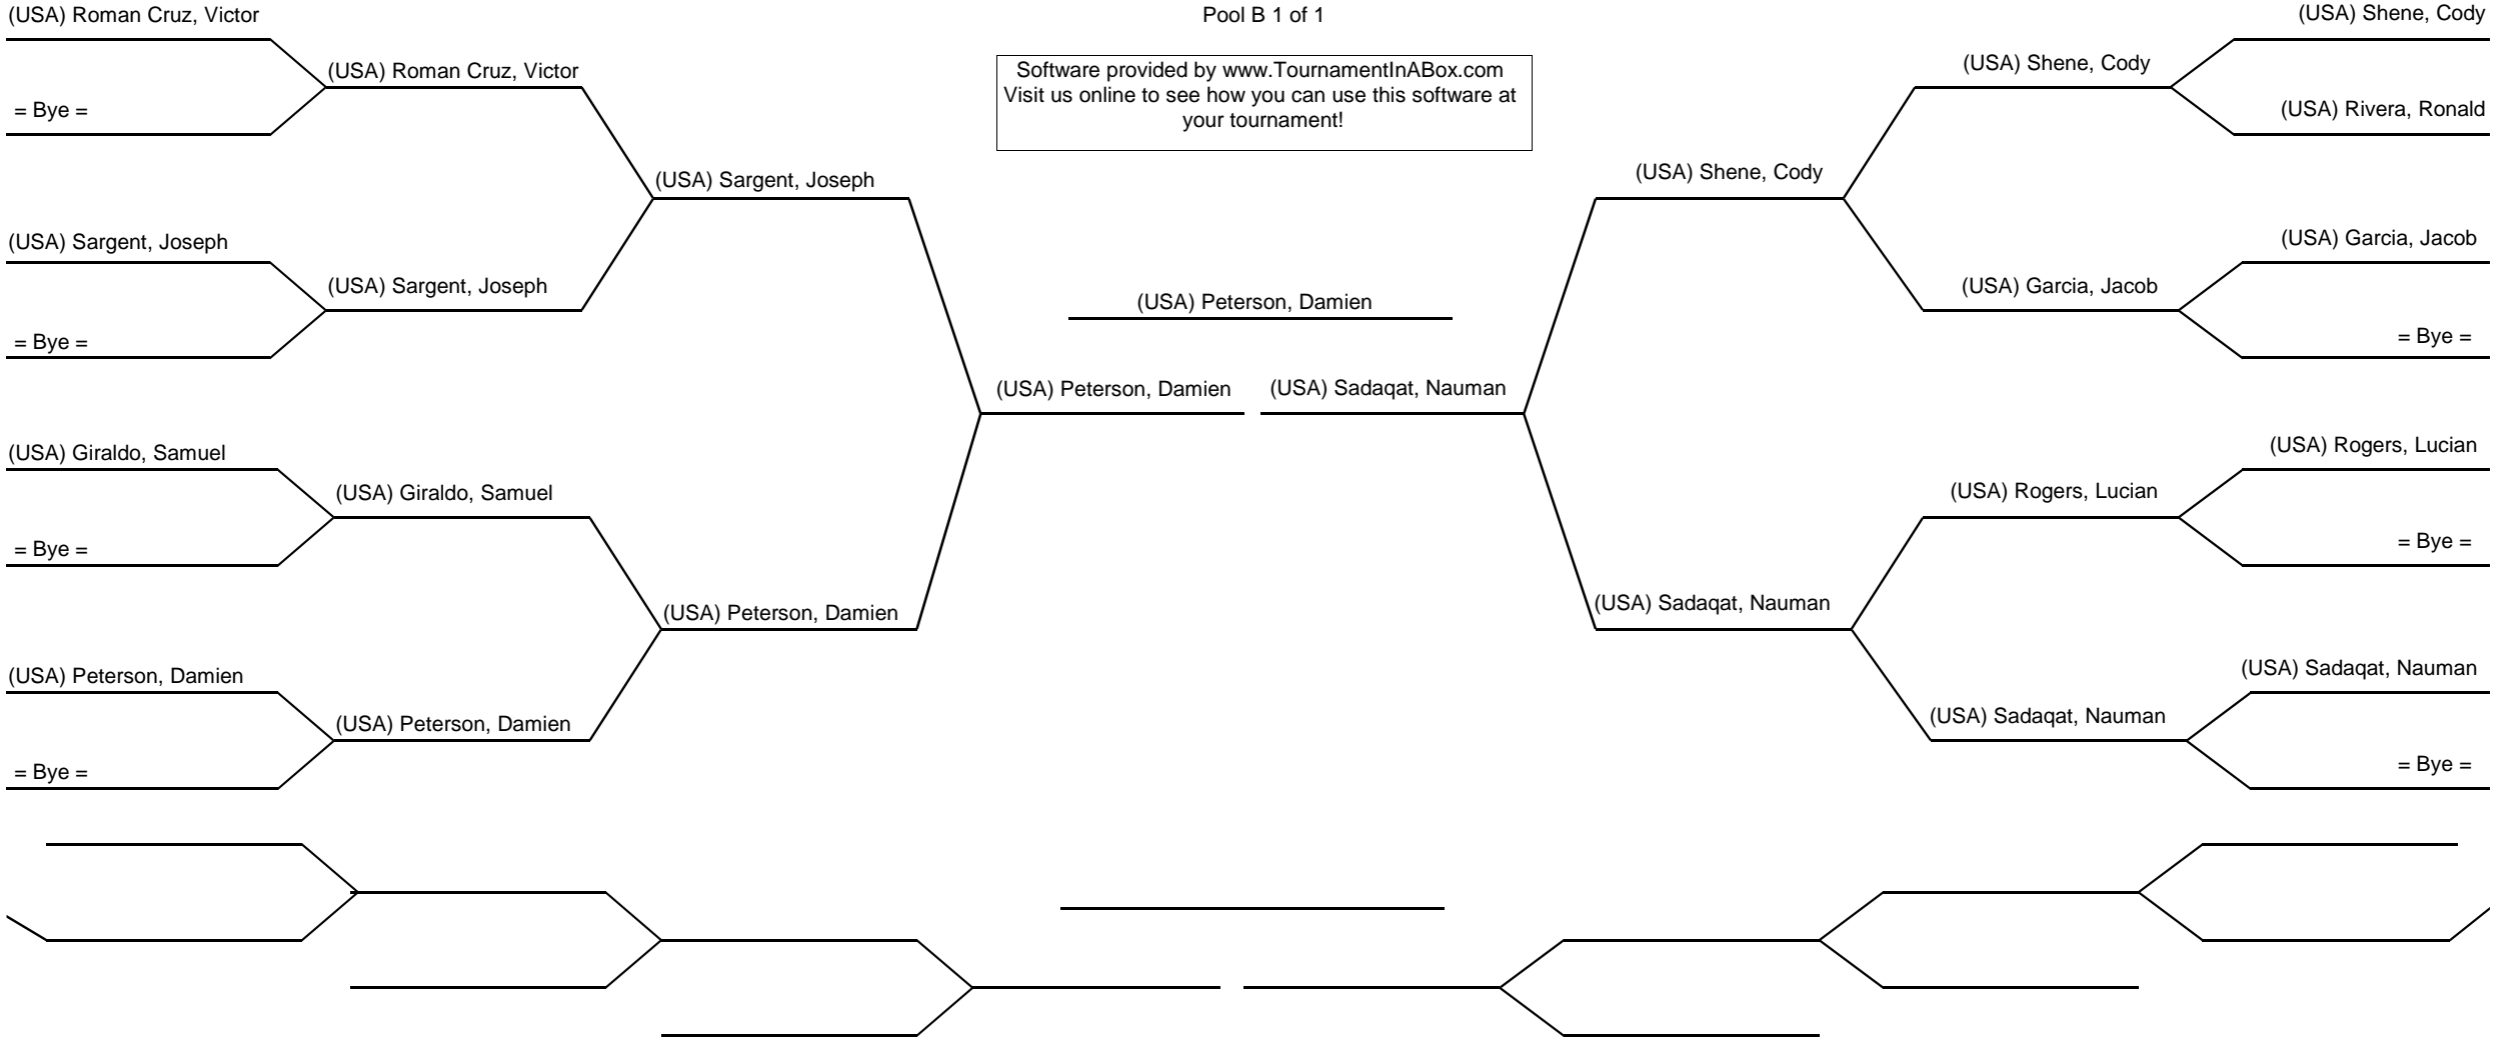 (USA) Roman Cruz, Victor
= Bye =
(USA) Sargent, Joseph
= Bye =
(USA) Giraldo, Samuel
= Bye =
(USA) Peterson, Damien
= Bye =
(USA) Roman Cruz, Victor
(USA) Sargent, Joseph
(USA) Giraldo, Samuel
(USA) Peterson, Damien
(USA) Sargent, Joseph
(USA) Peterson, Damien
Pool B 1 of 1
Software provided by www.TournamentInABox.com
Visit us online to see how you can use this software at
your tournament!
(USA) Peterson, Damien
(USA) Peterson, Damien
(USA) Sadaqat, Nauman
(USA) Shene, Cody
(USA) Sadaqat, Nauman
(USA) Shene, Cody
(USA) Garcia, Jacob
(USA) Rogers, Lucian
(USA) Sadaqat, Nauman
(USA) Shene, Cody
(USA) Rivera, Ronald
(USA) Garcia, Jacob
= Bye =
(USA) Rogers, Lucian
= Bye =
(USA) Sadaqat, Nauman
= Bye =